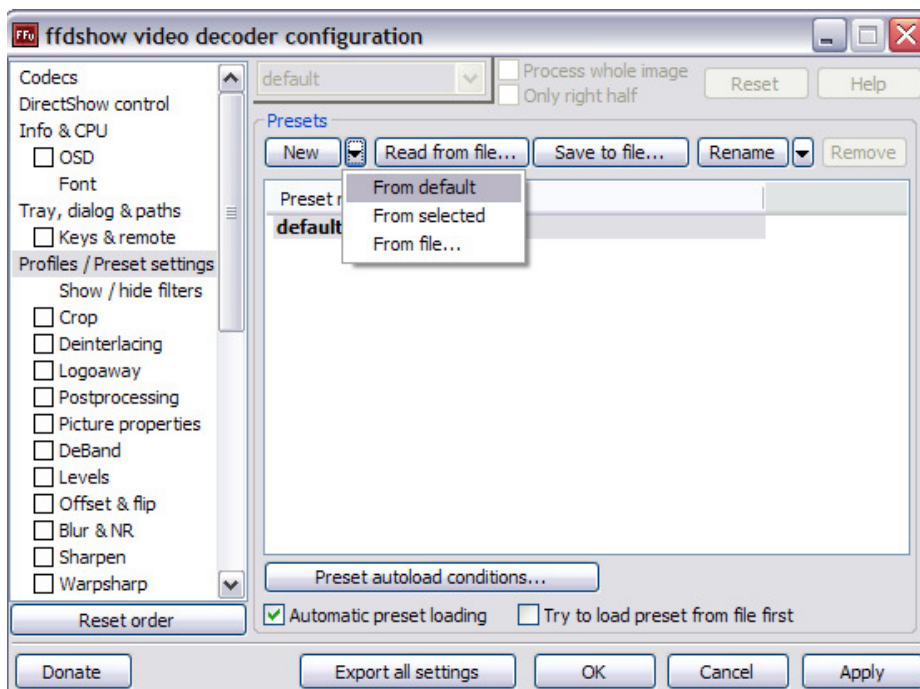 FFv ffdshow video decoder configuration
Codecs
DirectShow control
Info & CPU
OSD
Font
Tray, dialog & paths
Keys & remote
Profiles / Preset settings
Show / hide filters
Crop
Deinterlacing
Logoaway
Postprocessing
Picture properties
DeBand
Levels
Offset & flip
Blur & NR
Sharpen
Warpsharp
Reset order
default
Process whole image
Only right half
Reset
Help
Presets
New
Read from file...
Save to file...
Rename
Remove
From default
From selected
From file...
Preset
default
Preset autoload conditions...
Automatic preset loading
Try to load preset from file first
Donate
Export all settings
OK
Cancel
Apply